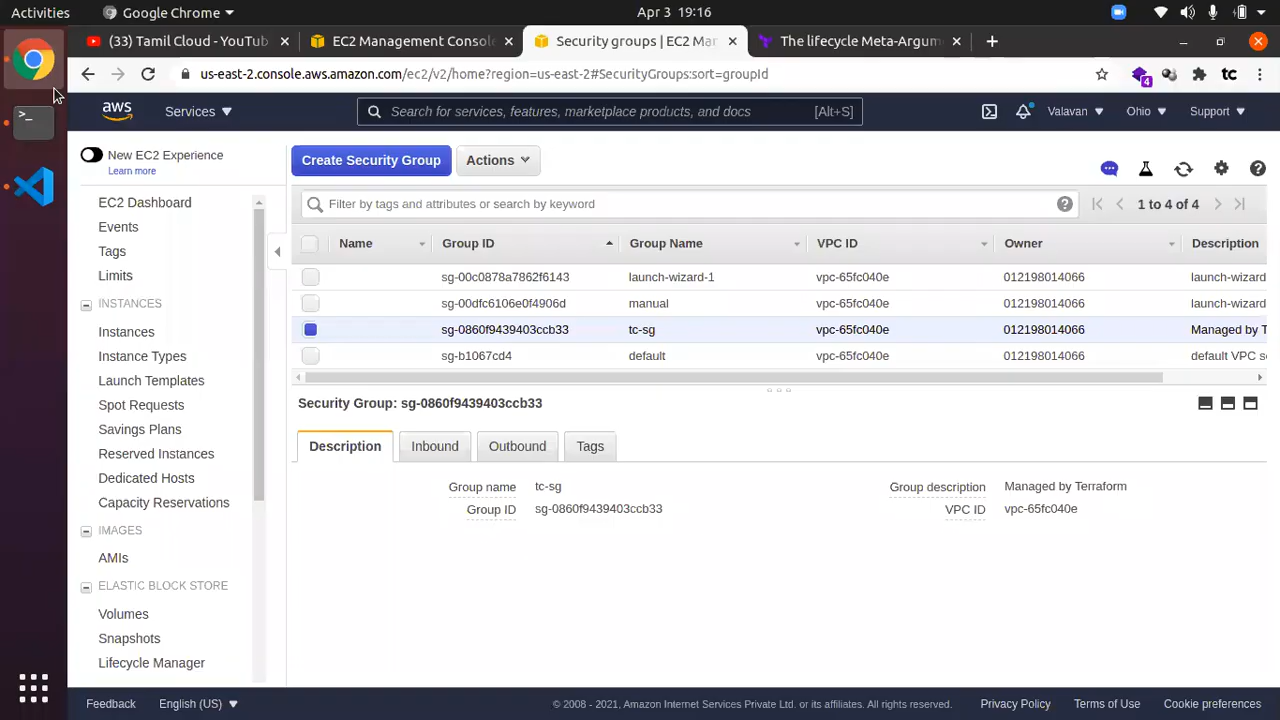 Activities
Google Chrome
Apr 3 19:16
(33) Tamil Cloud - YouTub
EC2 Management Console
Security groups | EC2 Mar
The lifecycle Meta-Argum
us-east-2.console.aws.amazon.com/ec2/v2/home?region=us-east-2#SecurityGroups:sort=groupId
4
tc
aws
Services
Search for services, features, marketplace products, and docs
[Alt+S]
Valavan
Ohio
Support
New EC2 Experience
Learn more
EC2 Dashboard
Events
Tags
Limits
INSTANCES
Instances
Instance Types
Launch Templates
Spot Requests
Savings Plans
Reserved Instances
Dedicated Hosts
Capacity Reservations
IMAGES
AMIs
ELASTIC BLOCK STORE
Volumes
Snapshots
Lifecycle Manager
Create Security Group
Actions
Filter by tags and attributes or search by keyword
1 to 4 of 4
Name Group ID Group Name VPC ID Owner Description
sg-00c0878a7862f6143 launch-wizard-1 vpc-65fc040e 012198014066 launch-wizard
sg-00dfc6106e0f4906d manual vpc-65fc040e 012198014066 launch-wizard
sg-0860f9439403ccb33 tc-sg vpc-65fc040e 012198014066 Managed by T
sg-b1067cd4 default vpc-65fc040e 012198014066 default VPC se
Security Group: sg-0860f9439403ccb33
Description Inbound Outbound Tags
Group name tc-sg Group description Managed by Terraform
Group ID sg-0860f9439403ccb33 VPC ID vpc-65fc040e
Feedback
English (US)
© 2008 - 2021, Amazon Internet Services Private Ltd. or its affiliates. All rights reserved.
Privacy Policy
Terms of Use
Cookie preferences